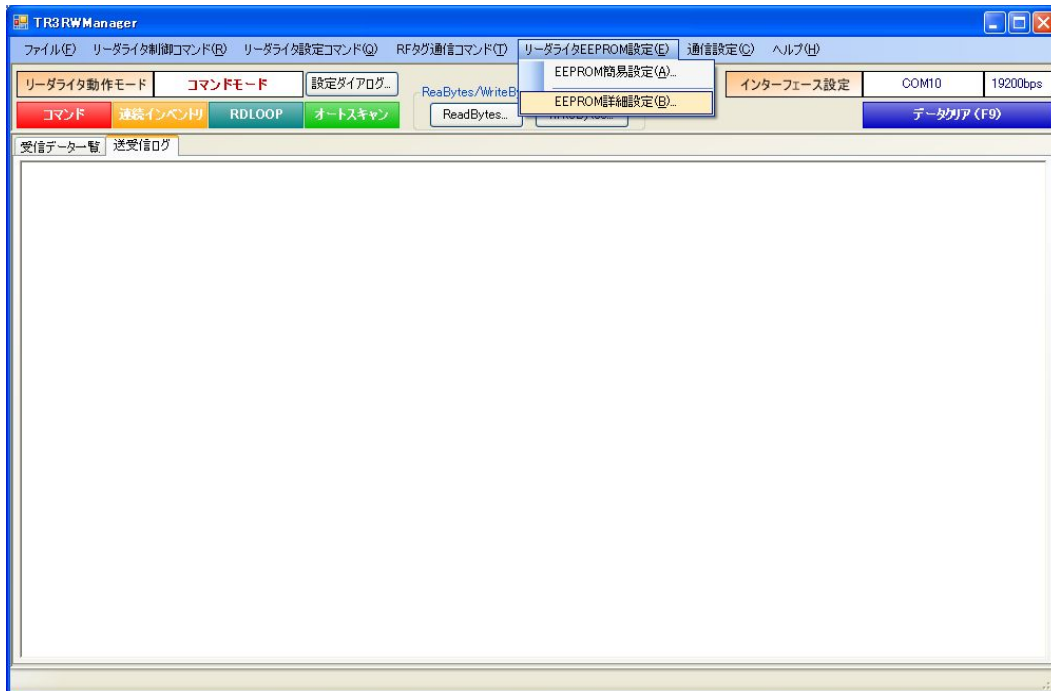 TR3RWManager
ファイル(F) リーダライタ制御コマンド(R) リーダライタ設定コマンド(Q) RFタグ通信コマンド(T) リーダライタEEPROM設定(E) 通信設定(C) ヘルプ(H)
EEPROM簡易設定(A)...
EEPROM詳細設定(B)...
リーダライタ動作モード コマンドモード 設定ダイアログ... ReaBytes/WriteB インターフェース設定 COM10 19200bps
コマンド 連続インベントリ RDLOOP オートスキャン ReadBytes... データクリア(F9)
受信データ一覧 送受信ログ